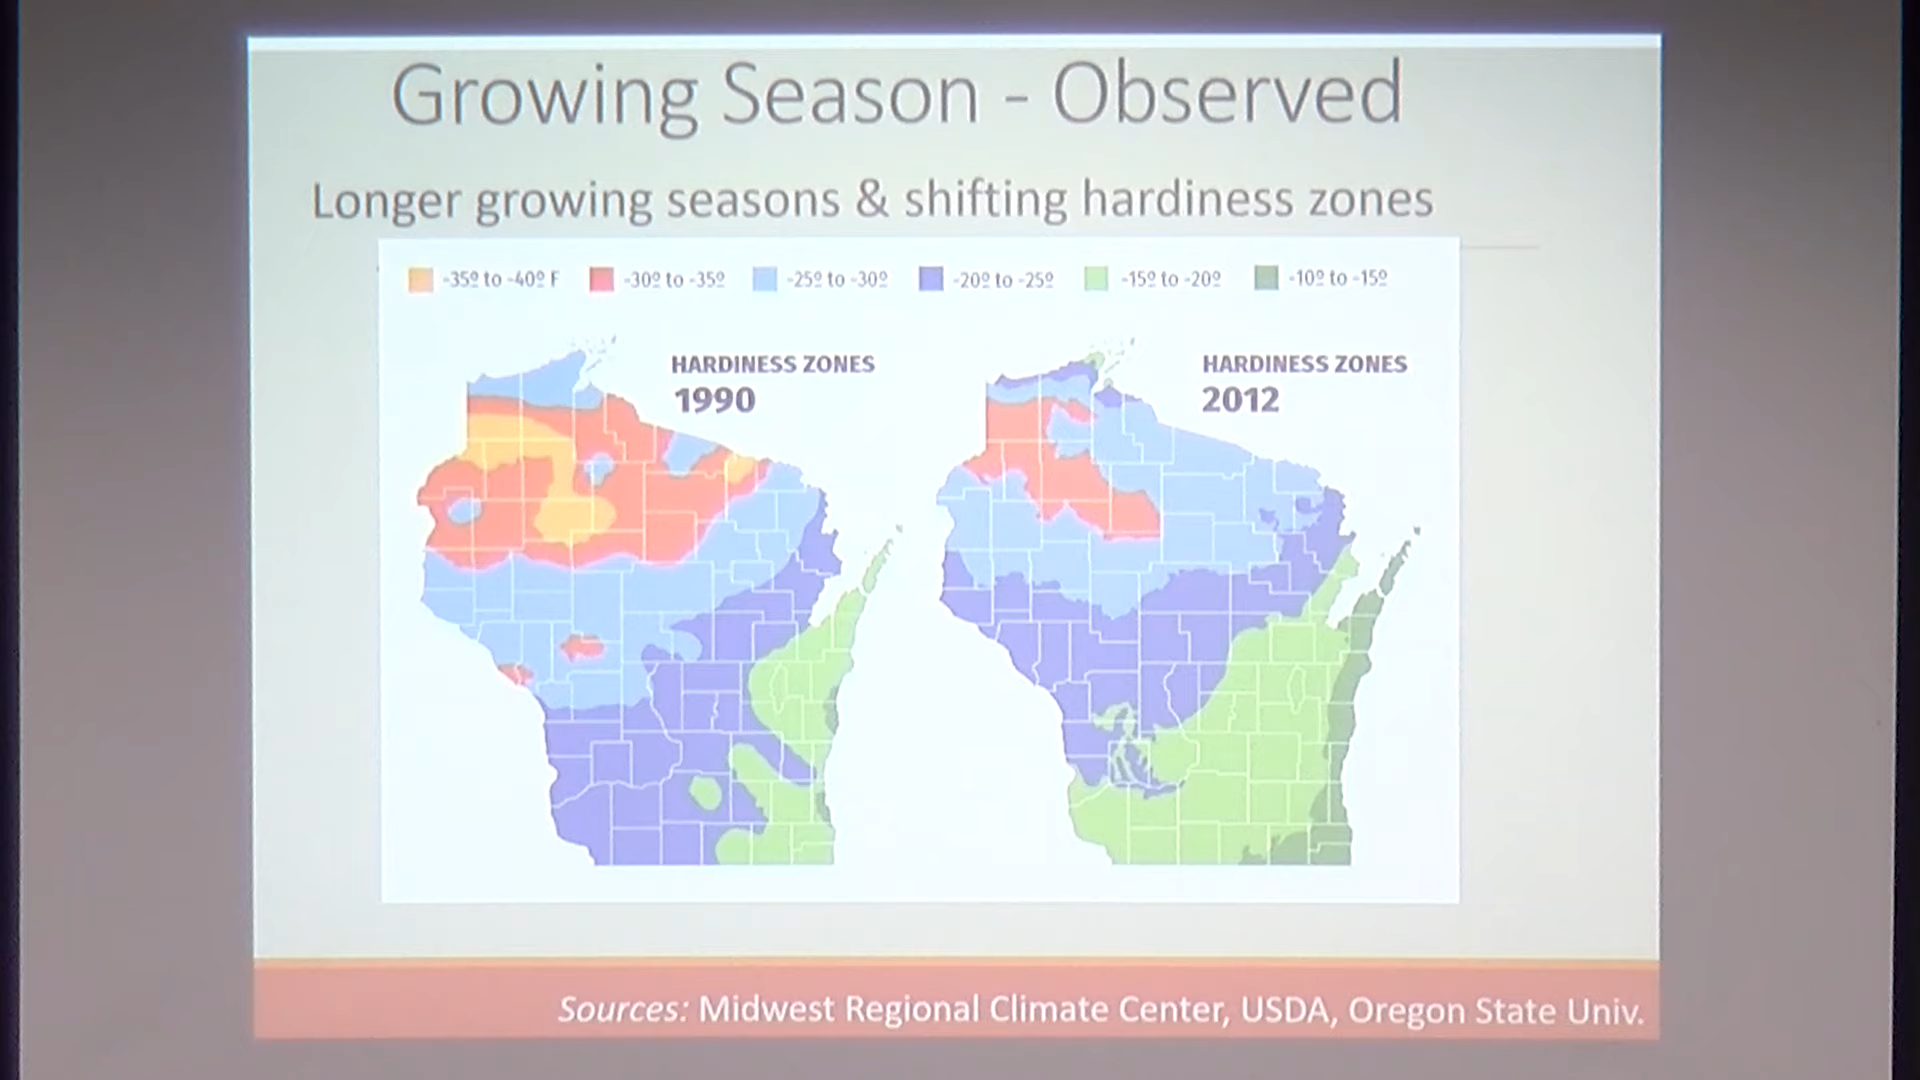 Growing Season - Observed
Longer growing seasons & shifting hardiness zones
-35º to -40º F -30º to -35º -25º to -30º -20º to -25º -15º to -20º -10º to -15º
HARDINESS ZONES
1990
HARDINESS ZONES
2012
Sources: Midwest Regional Climate Center, USDA, Oregon State Univ.